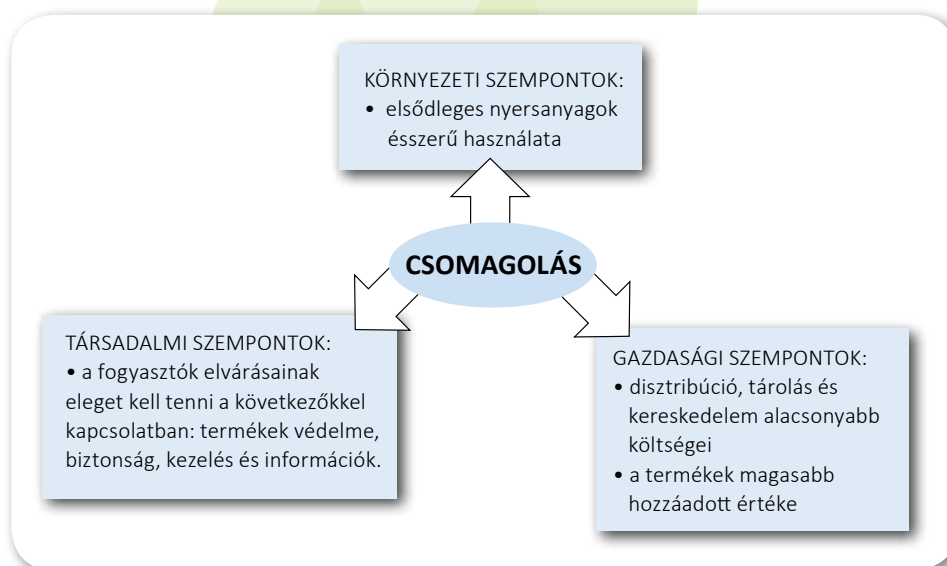 KÖRNYEZETI SZEMPONTOK:
• elsődleges nyersanyagok
ésszerű használata
CSOMAGOLÁS
TÁRSADALMI SZEMPONTOK:
• a fogyasztók elvárásainak
eleget kell tenni a következőkkel
kapcsolatban: termékek védelme,
biztonság, kezelés és információk.
GAZDASÁGI SZEMPONTOK:
• disztribúció, tárolás és
kereskedelem alacsonyabb
költségei
• a termékek magasabb
hozzáadott értéke